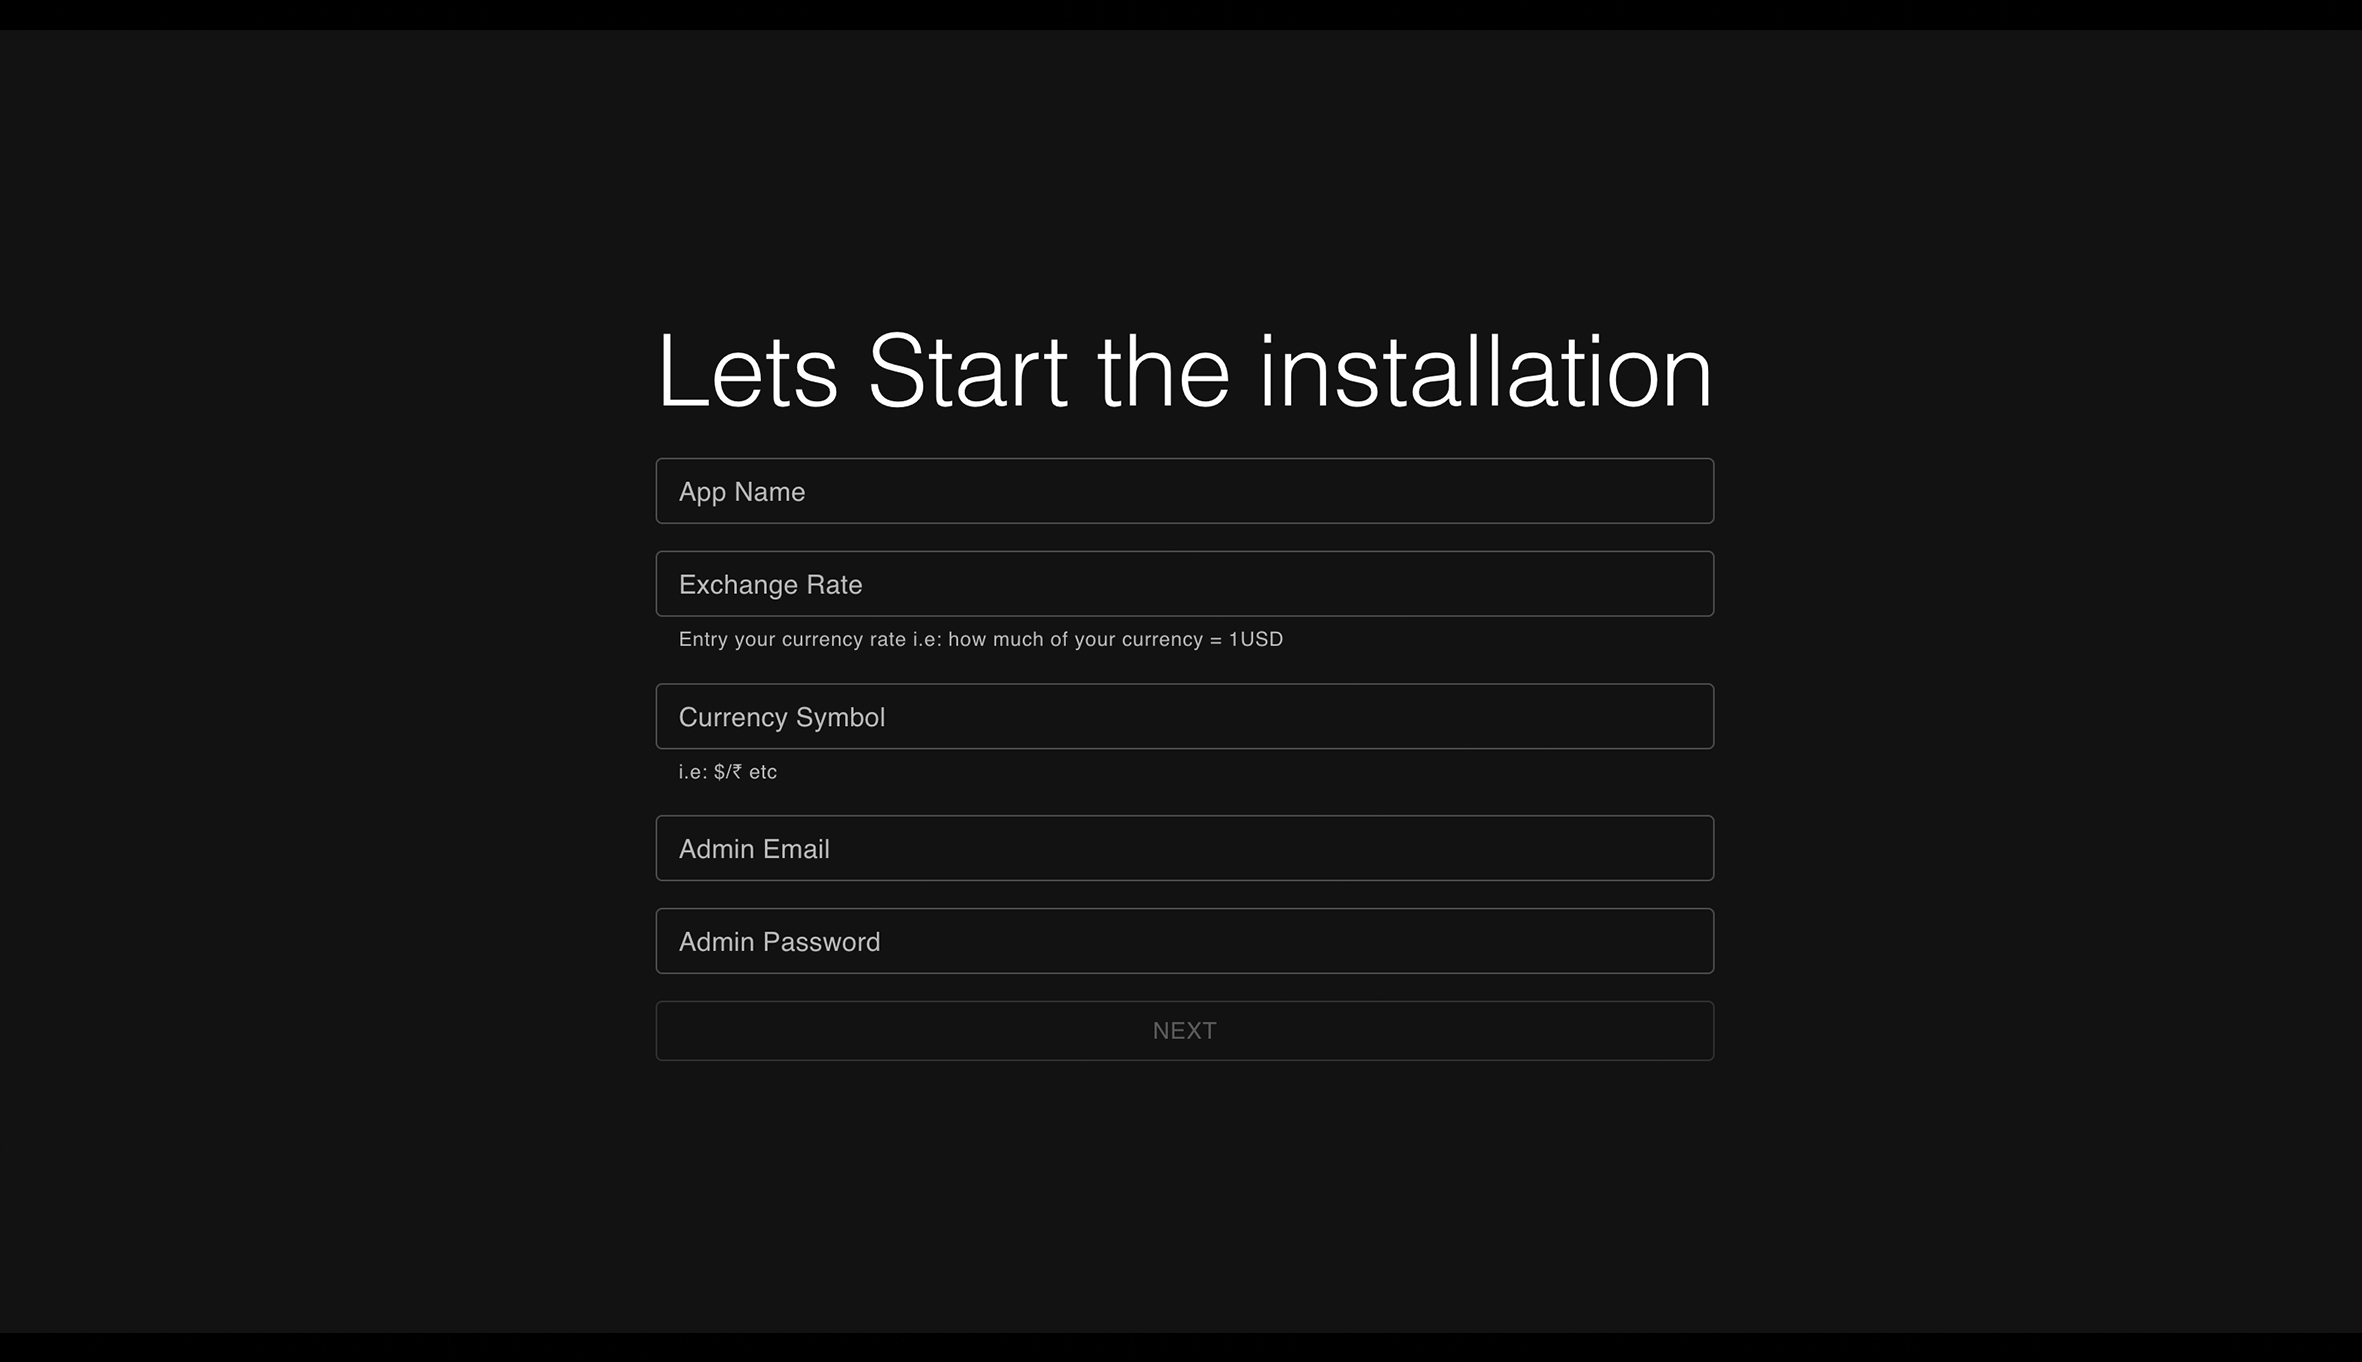 Lets Start the installation
App Name
Exchange Rate
Entry your currency rate i.e: how much of your currency = 1USD
Currency Symbol
i.e: $/₹ etc
Admin Email
Admin Password
NEXT